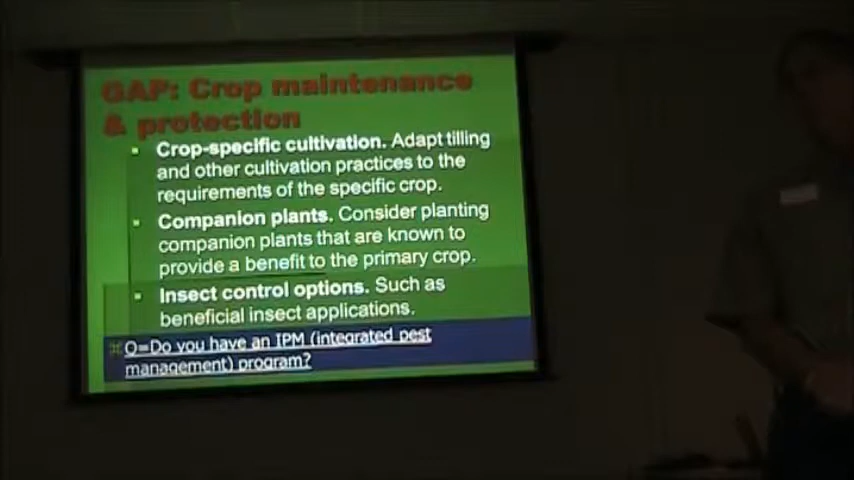 GAP: Crop maintenance
& protection
Crop-specific cultivation. Adapt tilling
and other cultivation practices to the
requirements of the specific crop.
Companion plants. Consider planting
companion plants that are known to
provide a benefit to the primary crop.
Insect control options. Such as
beneficial insect applications.
Q=Do you have an IPM (integrated pest
management) program?